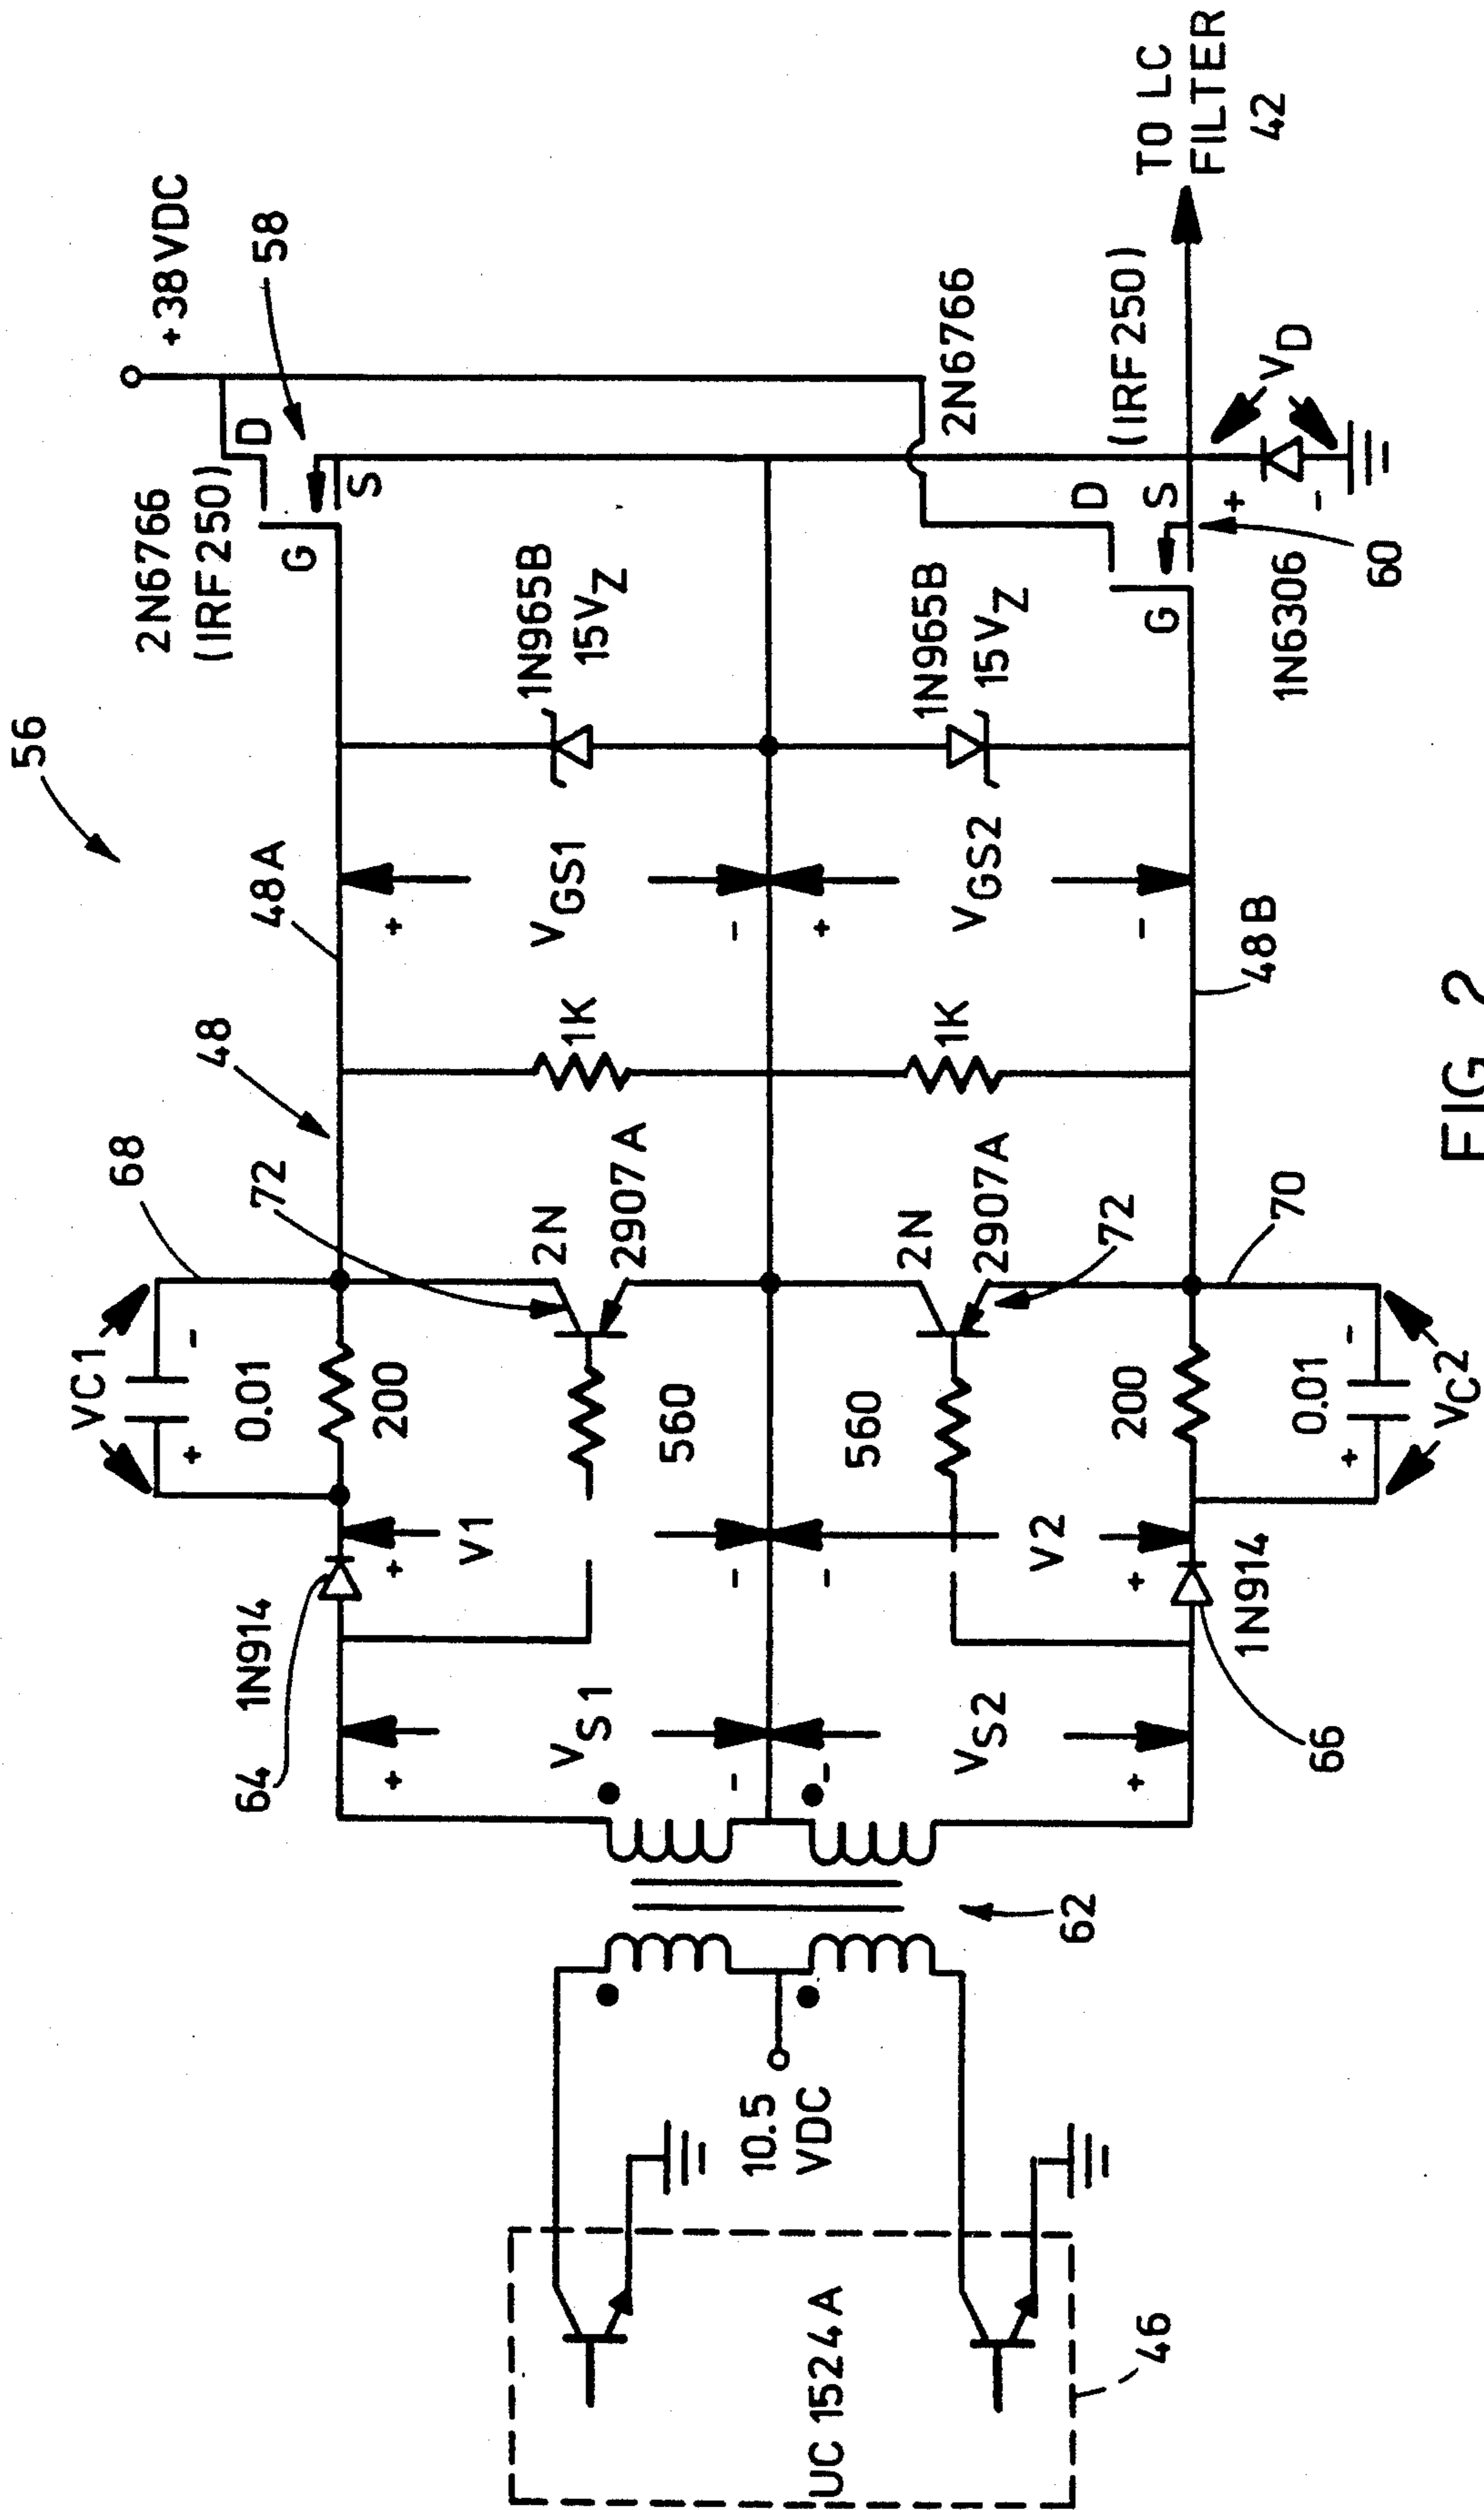 56
+38VDC
58
2N6766
(IRF250)
D
G
S
48A
48
68
72
VC1
+
-
0.01
200
64
1N914
+
V1
-
560
2N
2907A
1K
+
VGS1
-
1N965B
15VZ
+
VS1
-
UC1524A
46
10.5
VDC
62
-
VS2
+
-
V2
+
560
2N
2907A
72
1K
+
VGS2
-
1N965B
15VZ
2N6766
(IRF250)
D
G
S
TO LC
FILTER
42
66
1N914
200
0.01
+
-
VC2
70
48B
1N6306
60
+
-
VD
FIG. 2